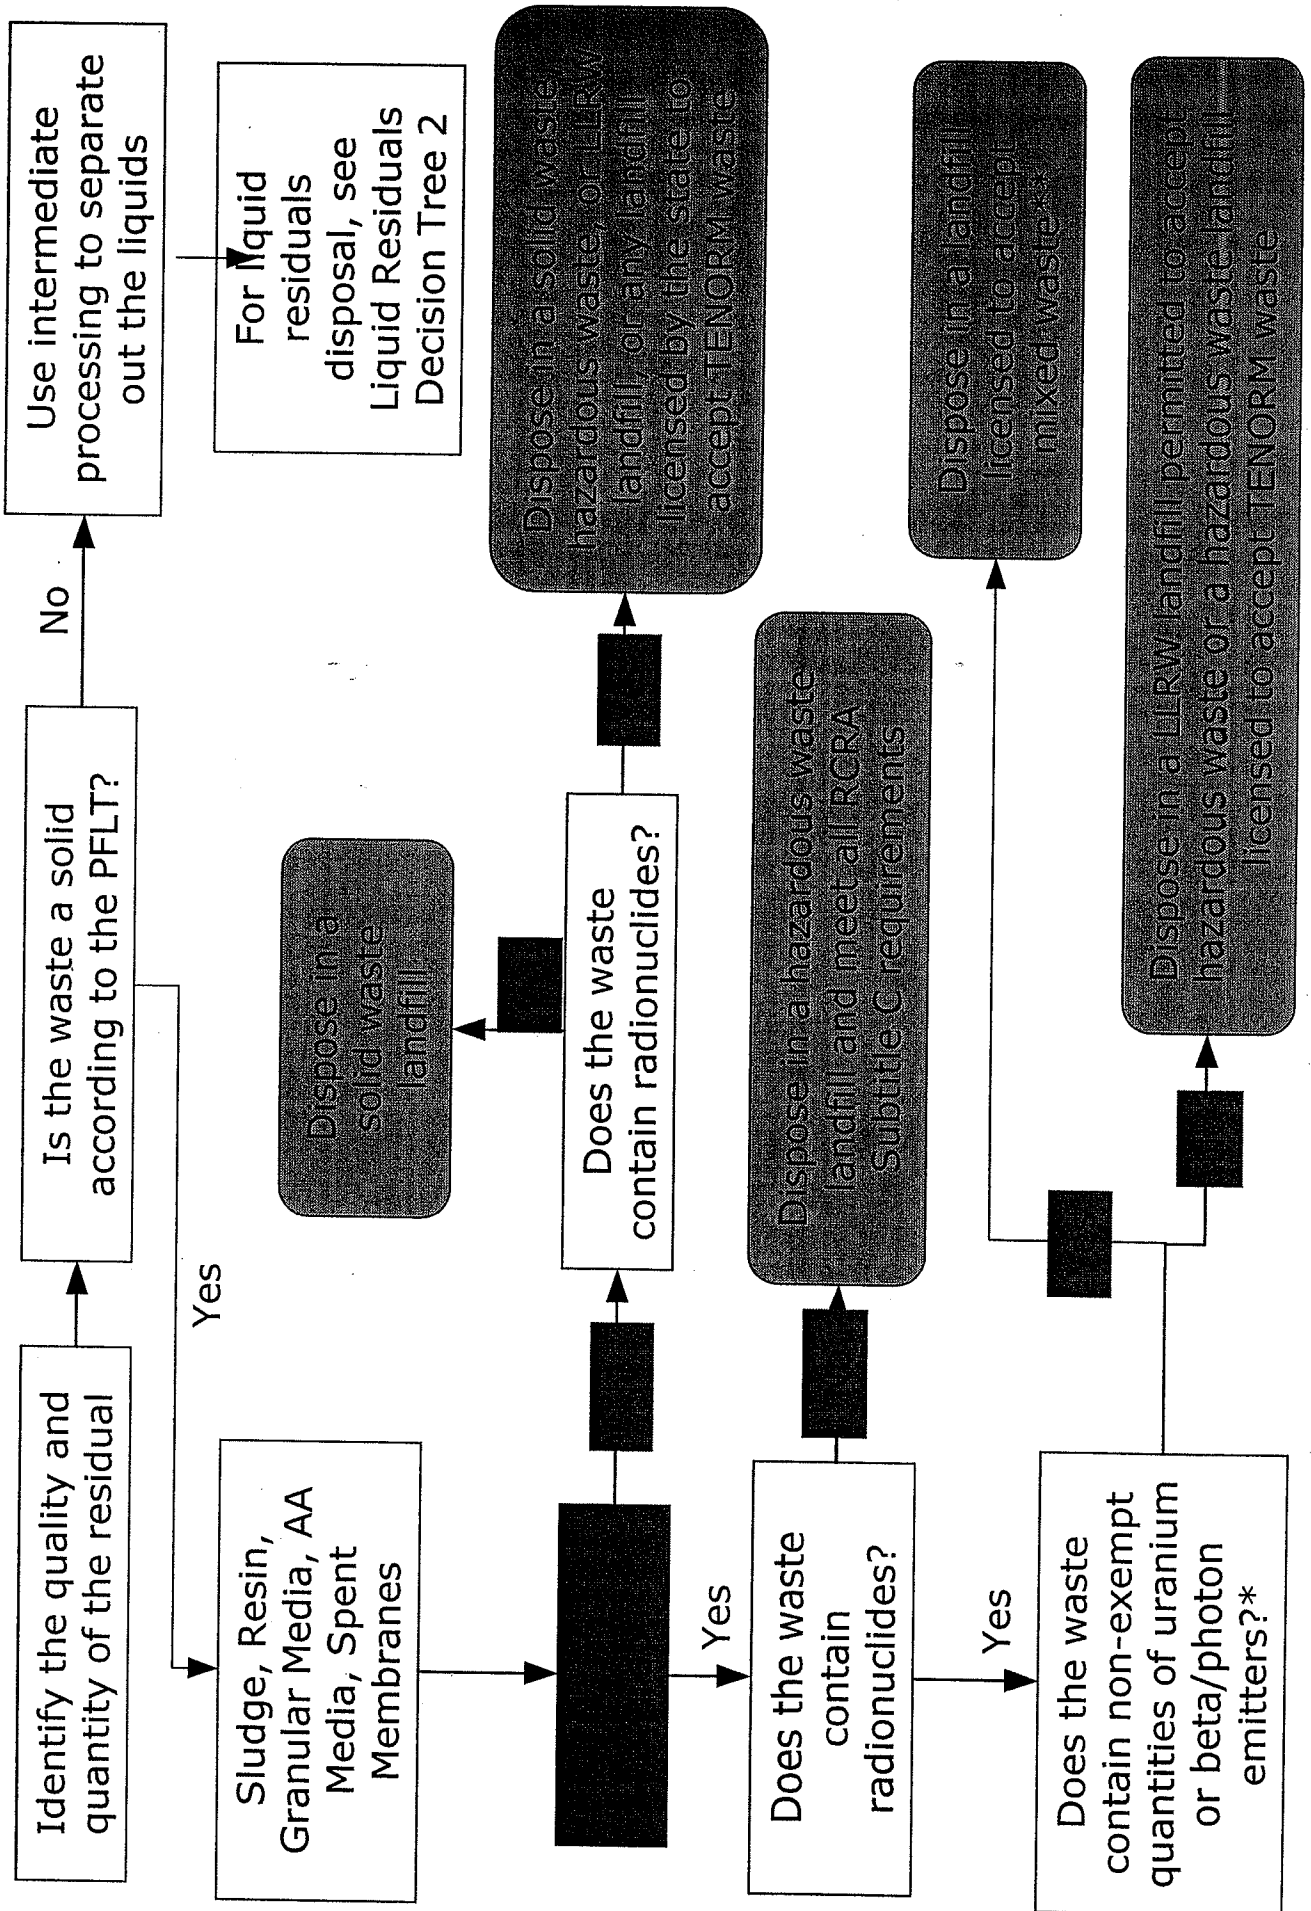 Identify the quality and
quantity of the residual
Is the waste a solid
according to the PFLT?
No
Use intermediate
processing to separate
out the liquids
Yes
For liquid
residuals
disposal, see
Liquid Residuals
Decision Tree 2
Sludge, Resin,
Granular Media, AA
Media, Spent
Membranes
Dispose in a
solid waste
landfill
Does the waste
contain radionuclides?
Dispose in a solid waste
hazardous waste, or LLRW
landfill, or any landfill
licensed by the state to
accept TENORM waste
Yes
Does the waste
contain
radionuclides?
Dispose in a hazardous waste
landfill and meet all RCRA
Subtitle C requirements
Yes
Does the waste
contain non-exempt
quantities of uranium
or beta/photon
emitters?*
Dispose in a landfill
licensed to accept
mixed waste**
Dispose in a LLRW landfill permitted to accept
hazardous waste or a hazardous waste landfill
licensed to accept TENORM waste